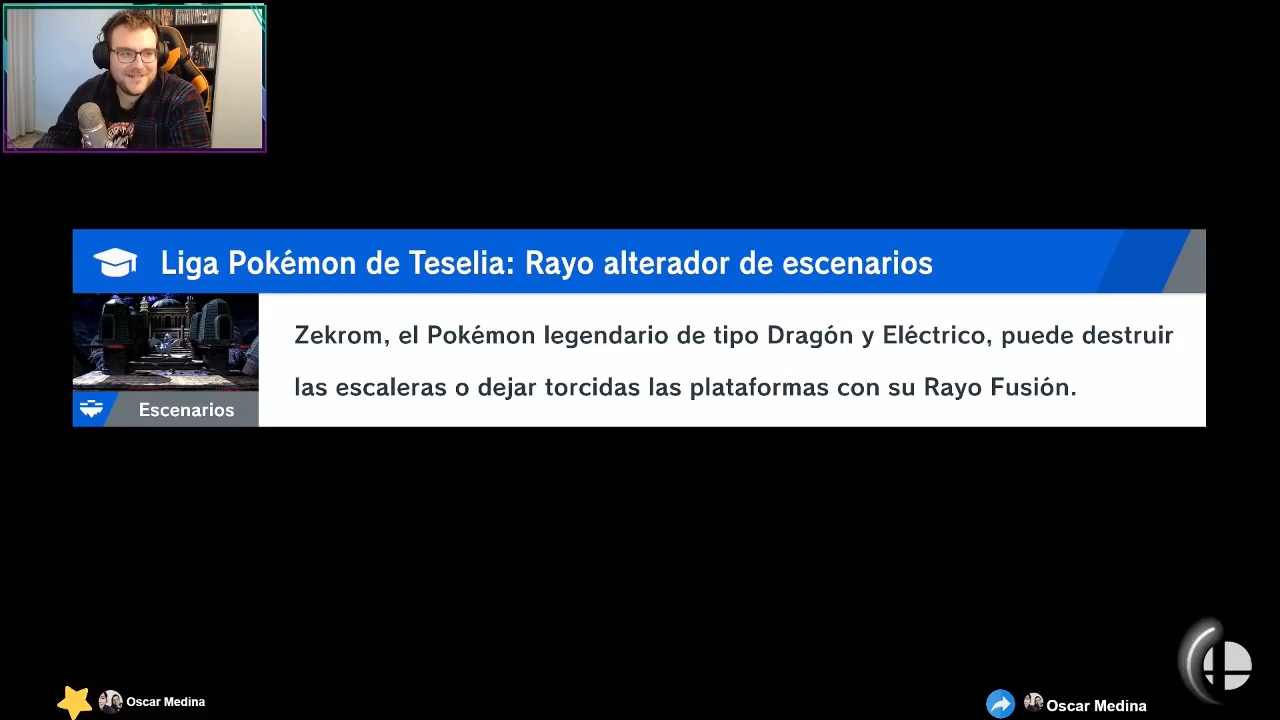 Liga Pokémon de Teselia: Rayo alterador de escenarios
Zekrom, el Pokémon legendario de tipo Dragón y Eléctrico, puede destruir
las escaleras o dejar torcidas las plataformas con su Rayo Fusión.
Escenarios
Oscar Medina
Oscar Medina